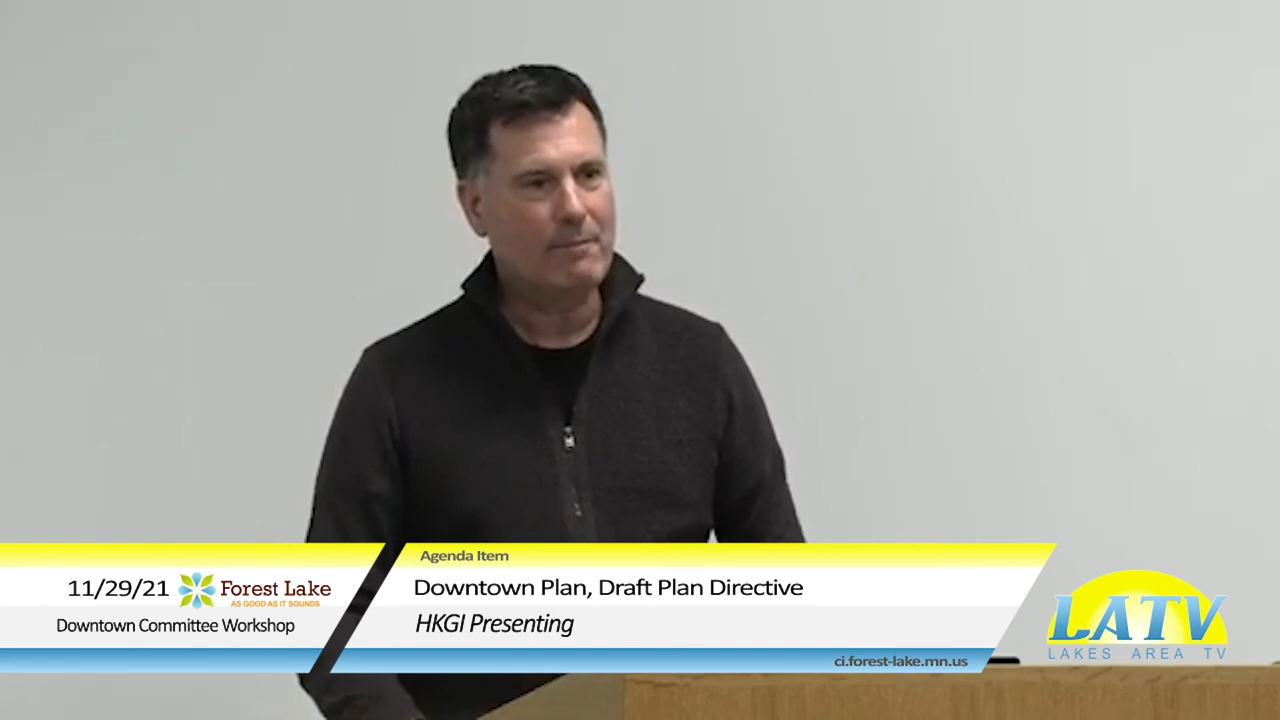 11/29/21 Forest Lake
AS GOOD AS IT SOUNDS
Downtown Committee Workshop
Agenda Item
Downtown Plan, Draft Plan Directive
HKGI Presenting
ci.forest-lake.mn.us
LATV
LAKES AREA TV